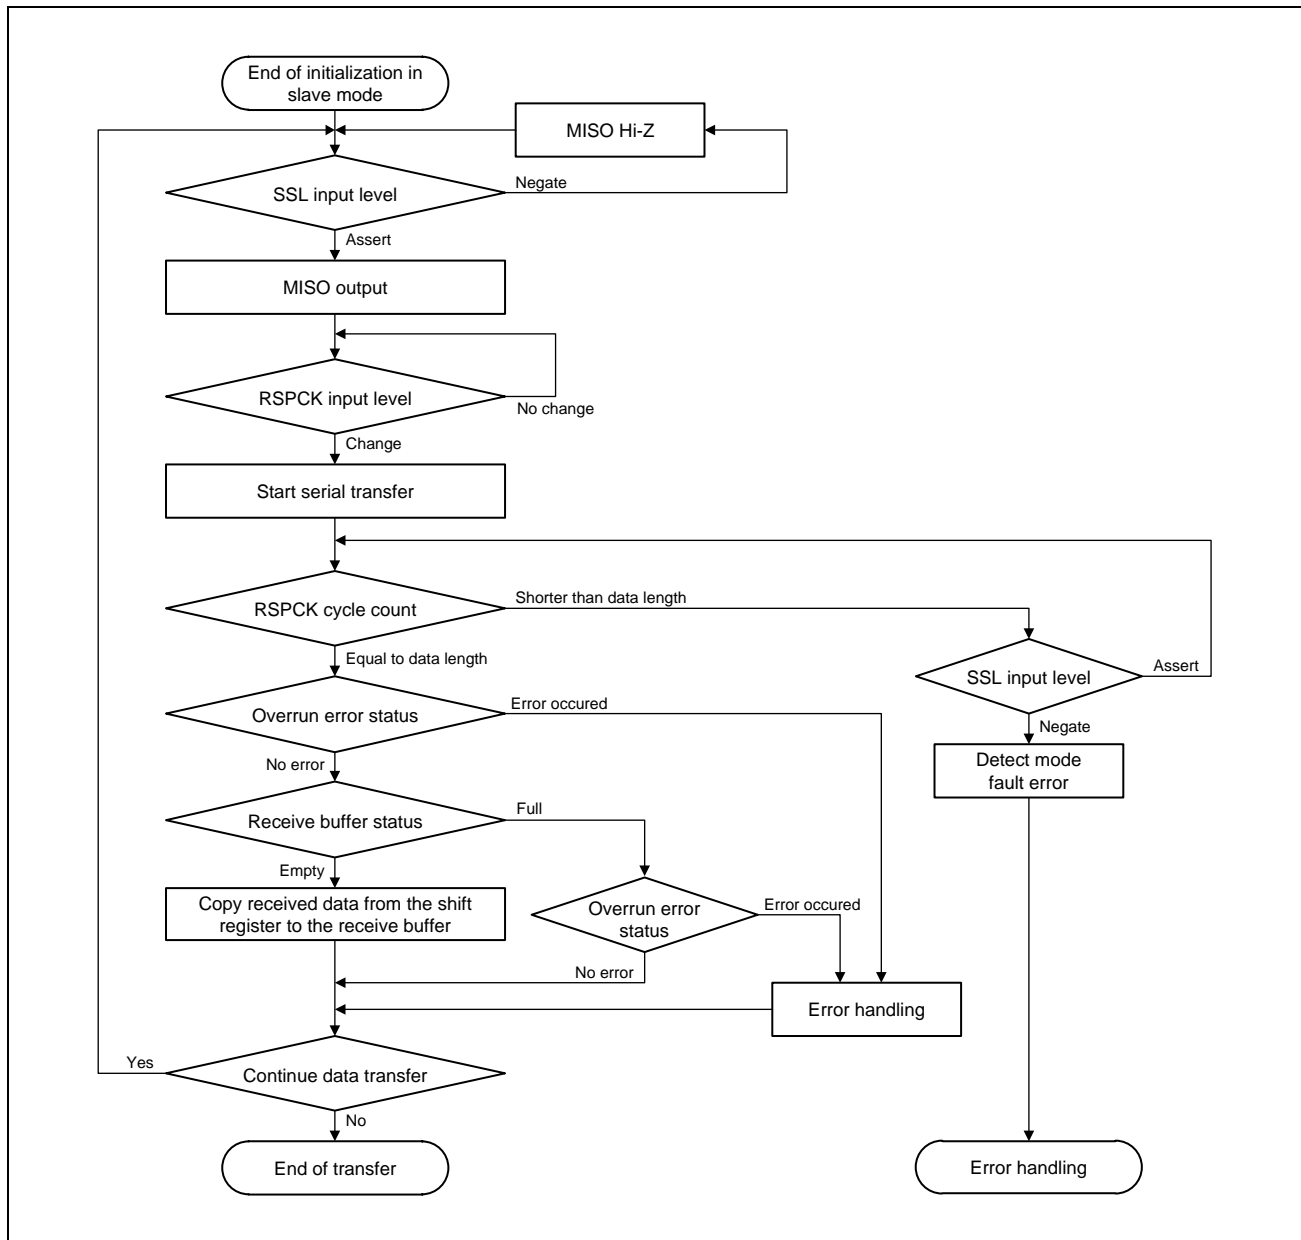 End of initialization in
slave mode
MISO Hi-Z
SSL input level
Negate
Assert
MISO output
RSPCK input level
No change
Change
Start serial transfer
RSPCK cycle count
Shorter than data length
Equal to data length
SSL input level
Assert
Negate
Overrun error status
Error occured
No error
Detect mode
fault error
Receive buffer status
Full
Empty
Copy received data from the shift
register to the receive buffer
Overrun error
status
Error occured
No error
Error handling
Yes
Continue data transfer
No
End of transfer
Error handling